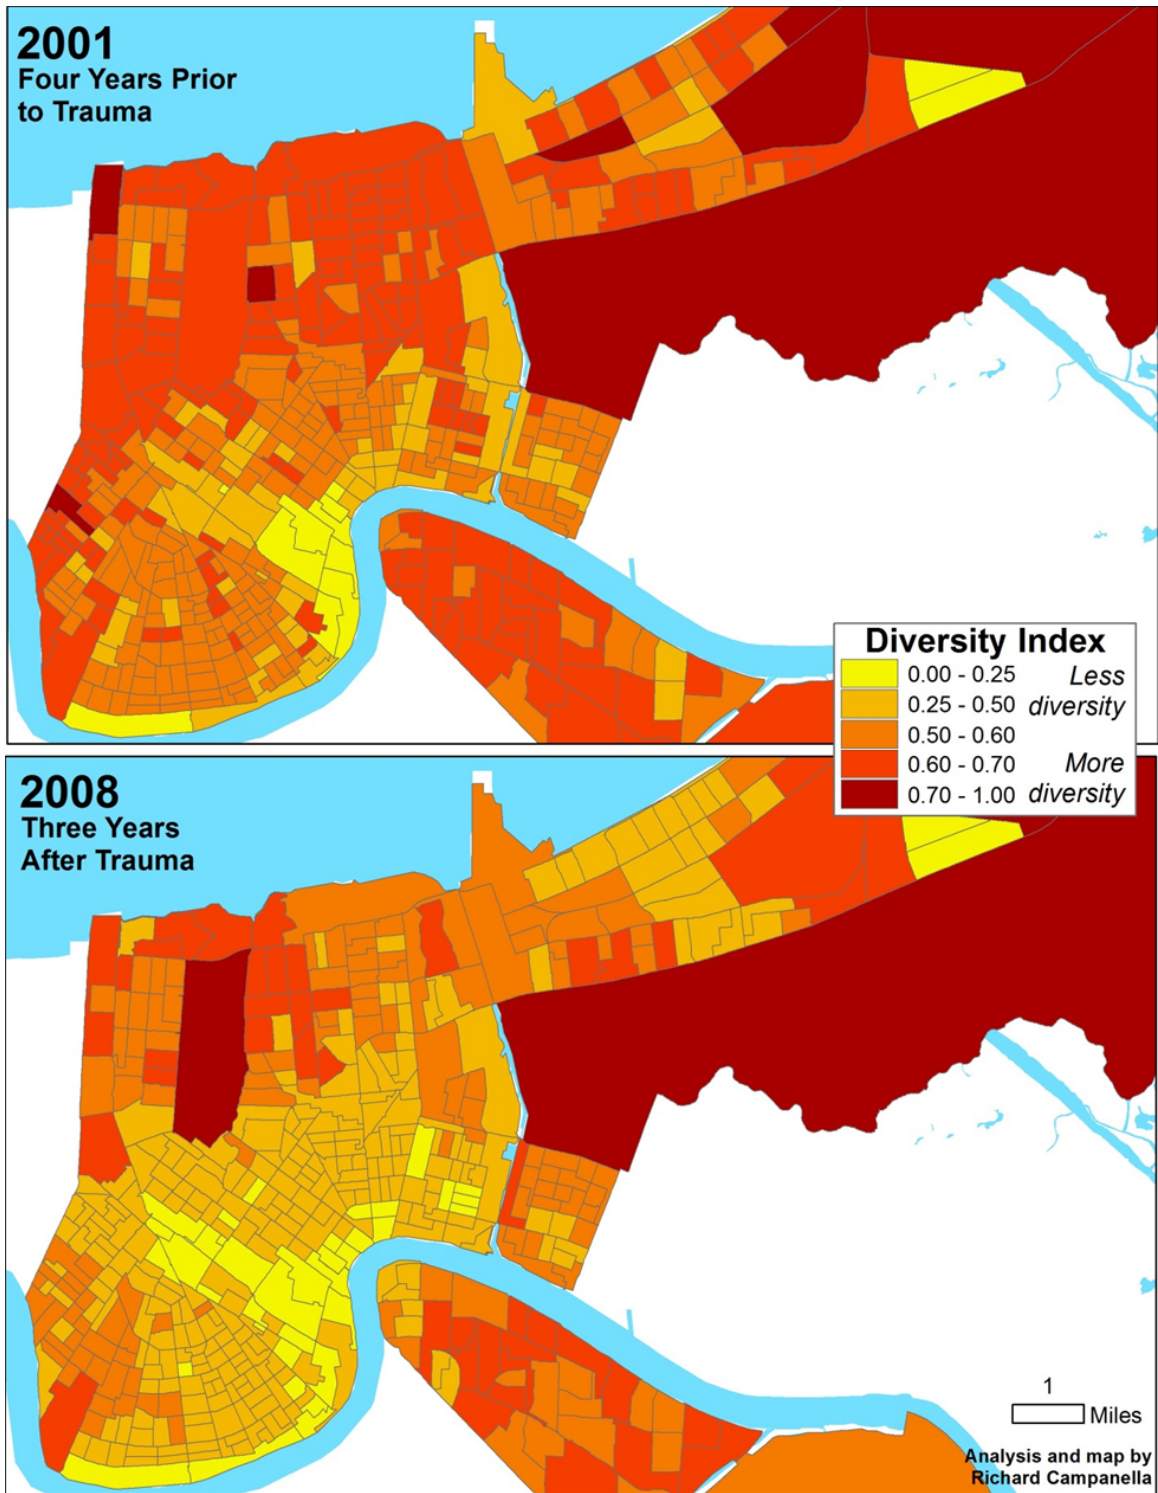 2001
Four Years Prior
to Trauma
Diversity Index
0.00 - 0.25 Less
0.25 - 0.50 diversity
0.50 - 0.60
0.60 - 0.70 More
0.70 - 1.00 diversity
2008
Three Years
After Trauma
1
Miles
Analysis and map by
Richard Campanella